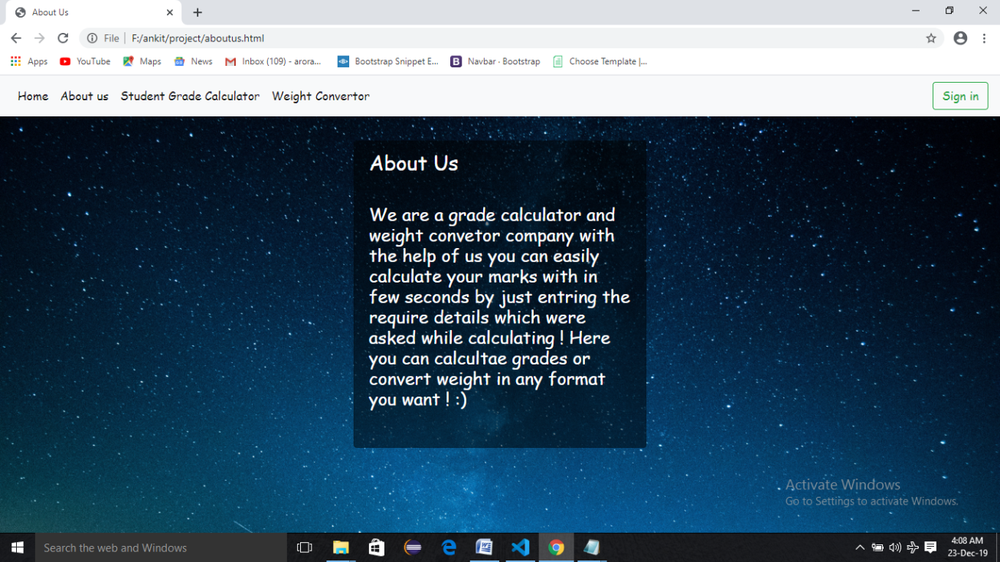 About Us
File
F:/ankit/project/aboutus.html
Apps YouTube Maps News Inbox (109) - arora... Bootstrap Snippet E... Navbar · Bootstrap Choose Template |...
Home About us Student Grade Calculator Weight Convertor Sign in
About Us
We are a grade calculator and
weight convetor company with
the help of us you can easily
calculate your marks with in
few seconds by just entring the
require details which were
asked while calculating ! Here
you can calcultae grades or
convert weight in any format
you want ! :)
Activate Windows
Go to Settings to activate Windows.
Search the web and Windows
4:08 AM
23-Dec-19